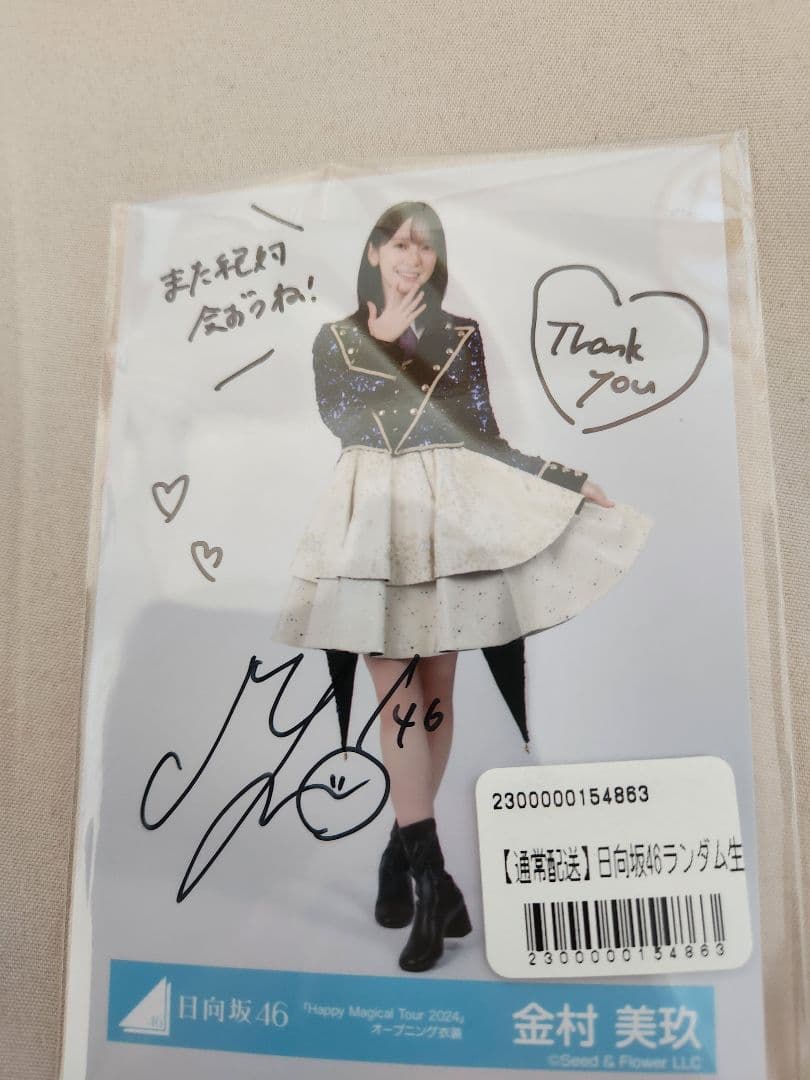 また絶対
会おうね!
Thank
you
46
2300000154863
【通常配送】日向坂46ランダム生
2300000154863
日向坂46
「Happy Magical Tour 2024」
オープニング衣装
金村 美玖
©Seed & Flower LLC